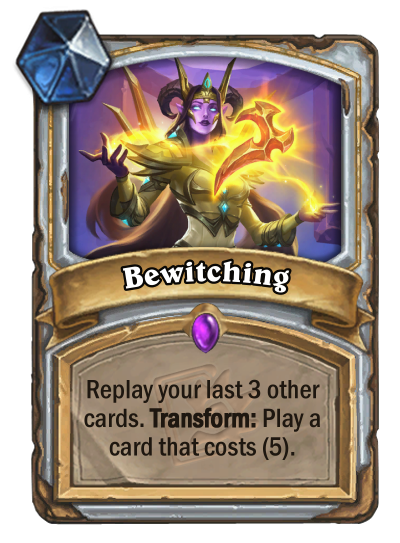 Bewitching
Replay your last 3 other
cards. Transform: Play a
card that costs (5).